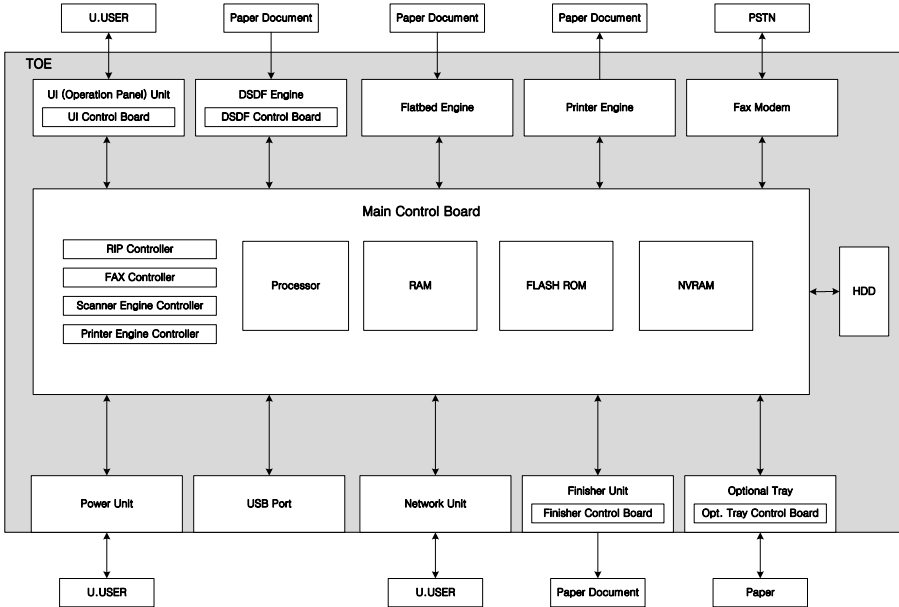 U.USER
Paper Document
Paper Document
Paper Document
PSTN
TOE
UI (Operation Panel) Unit
UI Control Board
DSDF Engine
DSDF Control Board
Flatbed Engine
Printer Engine
Fax Modem
Main Control Board
RIP Controller
FAX Controller
Scanner Engine Controller
Printer Engine Controller
Processor
RAM
FLASH ROM
NVRAM
HDD
Power Unit
USB Port
Network Unit
Finisher Unit
Finisher Control Board
Optional Tray
Opt. Tray Control Board
U.USER
U.USER
Paper Document
Paper